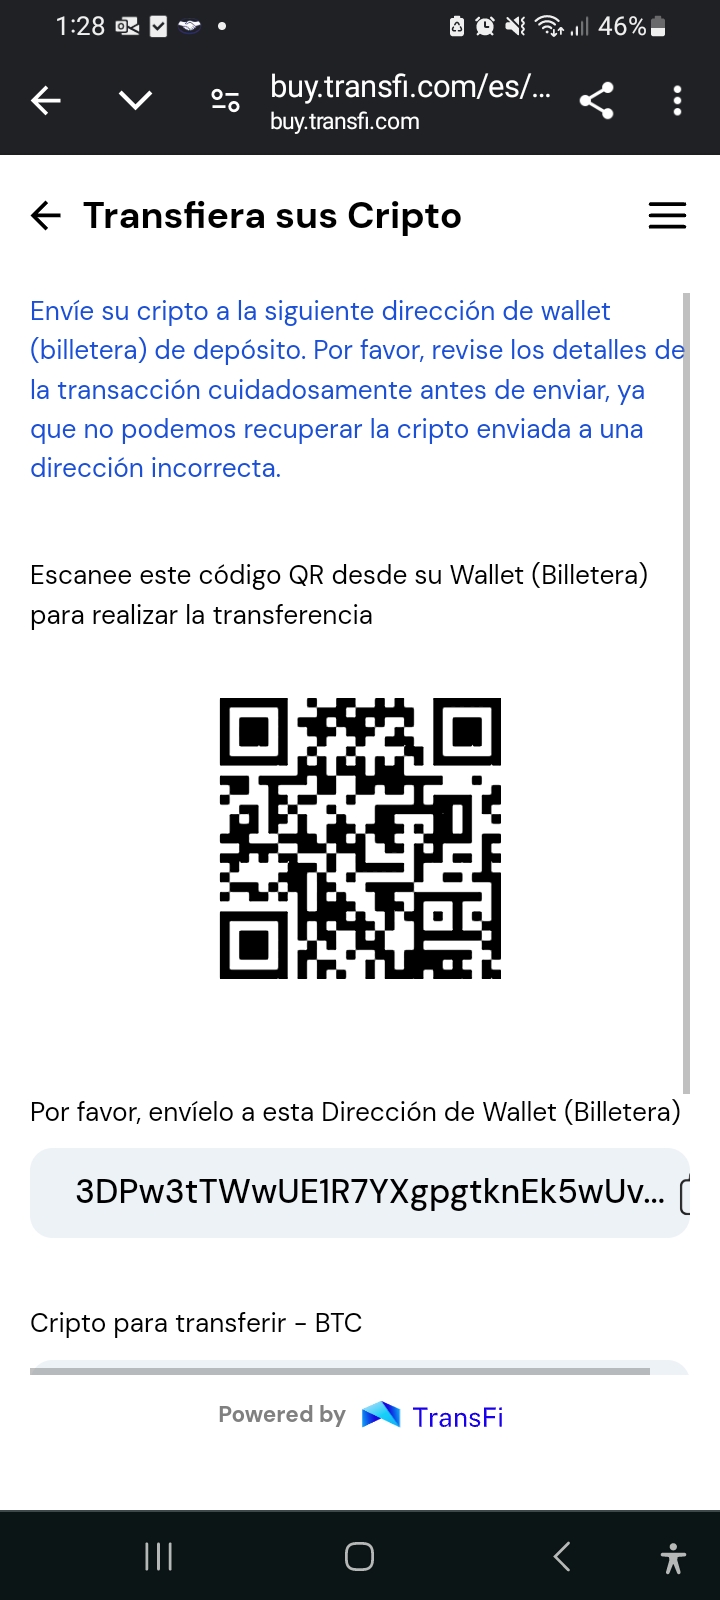 1:28
46%
buy.transfi.com/es/...
buy.transfi.com
Transfiera sus Cripto
Envíe su cripto a la siguiente dirección de wallet
(billetera) de depósito. Por favor, revise los detalles de
la transacción cuidadosamente antes de enviar, ya
que no podemos recuperar la cripto enviada a una
dirección incorrecta.
Escanee este código QR desde su Wallet (Billetera)
para realizar la transferencia
Por favor, envíelo a esta Dirección de Wallet (Billetera)
3DPw3tTWwUE1R7YXgpgtknEk5wUv...
Cripto para transferir - BTC
Powered by TransFi